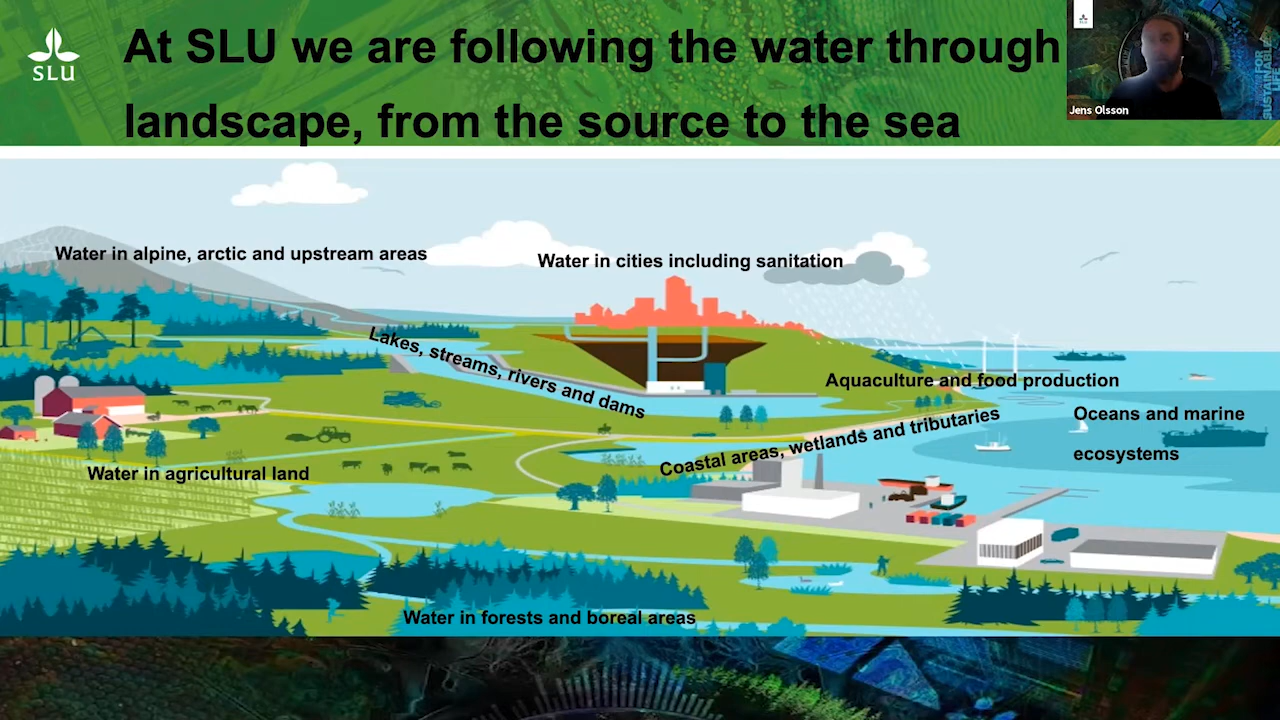 At SLU we are following the water through
landscape, from the source to the sea
SLU
Jens Olsson
FOR
SUSTAINABLE
LIFE
Water in alpine, arctic and upstream areas
Water in cities including sanitation
Lakes, streams, rivers and dams
Aquaculture and food production
Coastal areas, wetlands and tributaries
Oceans and marine
ecosystems
Water in agricultural land
Water in forests and boreal areas